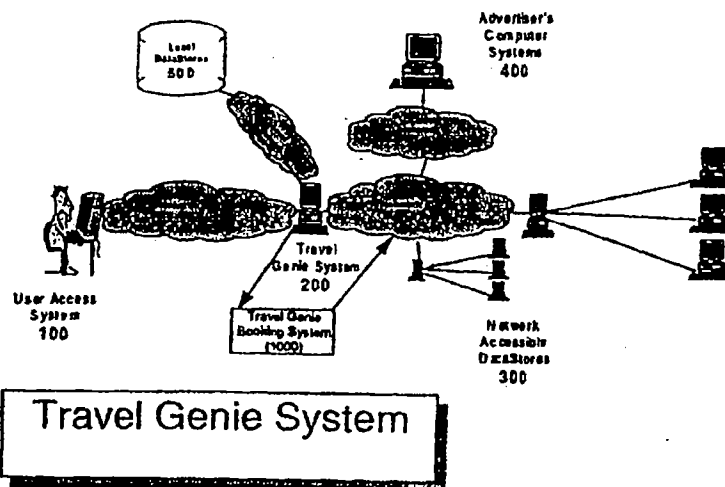 Local
DataStores
500
Advertiser's
Computer
Systems
400
Travel
Genie System
200
User Access
System
100
Travel Genie
Booking System
(1000)
Network
Accessible
DataStores
300
Travel Genie System